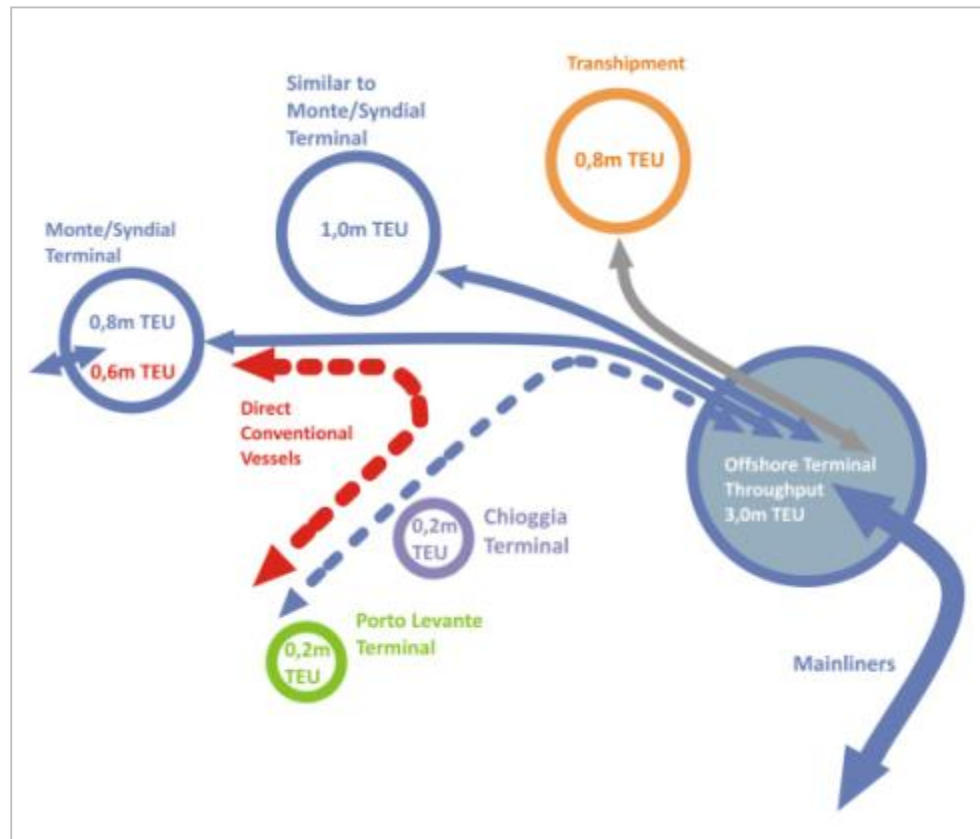 Transhipment
0,8m TEU
Similar to
Monte/Syndial
Terminal
1,0m TEU
Monte/Syndial
Terminal
0,8m TEU
0,6m TEU
Direct
Conventional
Vessels
Offshore Terminal
Throughput
3,0m TEU
0,2m
TEU
Chioggia
Terminal
0,2m
TEU
Porto Levante
Terminal
Mainliners